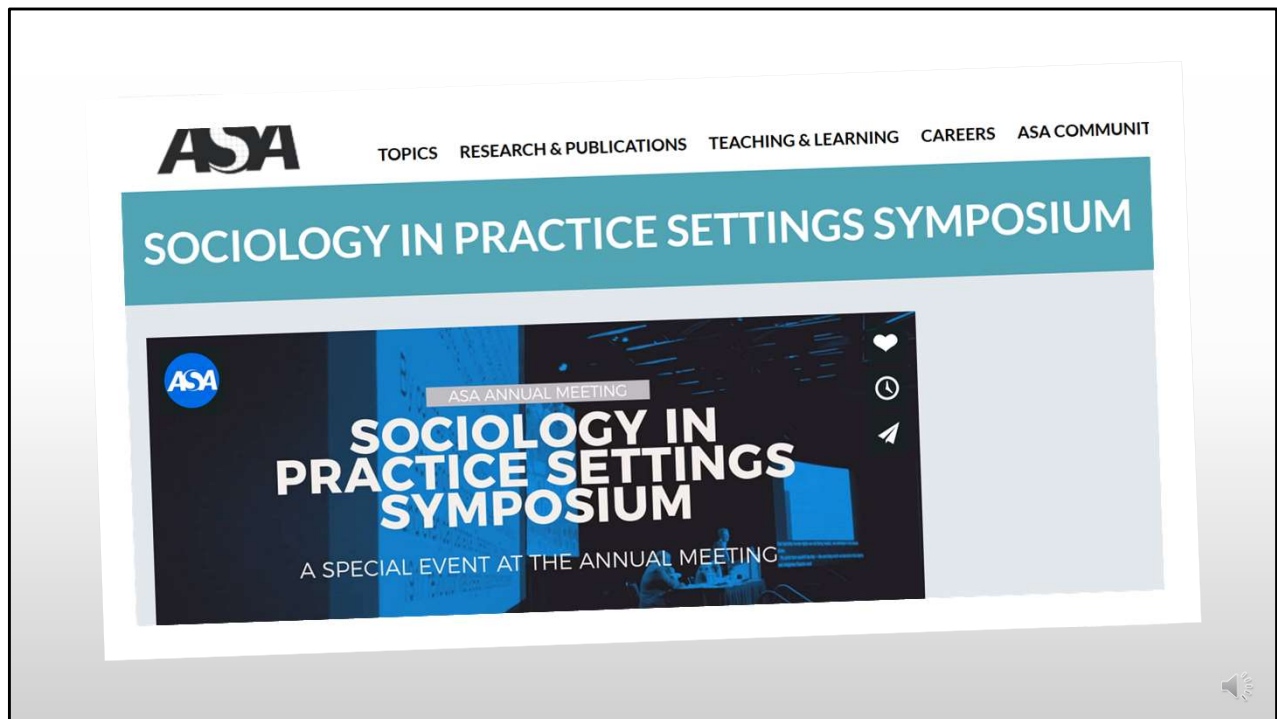 ASA
TOPICS RESEARCH & PUBLICATIONS TEACHING & LEARNING CAREERS ASA COMMUNIT
SOCIOLOGY IN PRACTICE SETTINGS SYMPOSIUM
ASA
ASA ANNUAL MEETING
SOCIOLOGY IN
PRACTICE SETTINGS
SYMPOSIUM
A SPECIAL EVENT AT THE ANNUAL MEETING